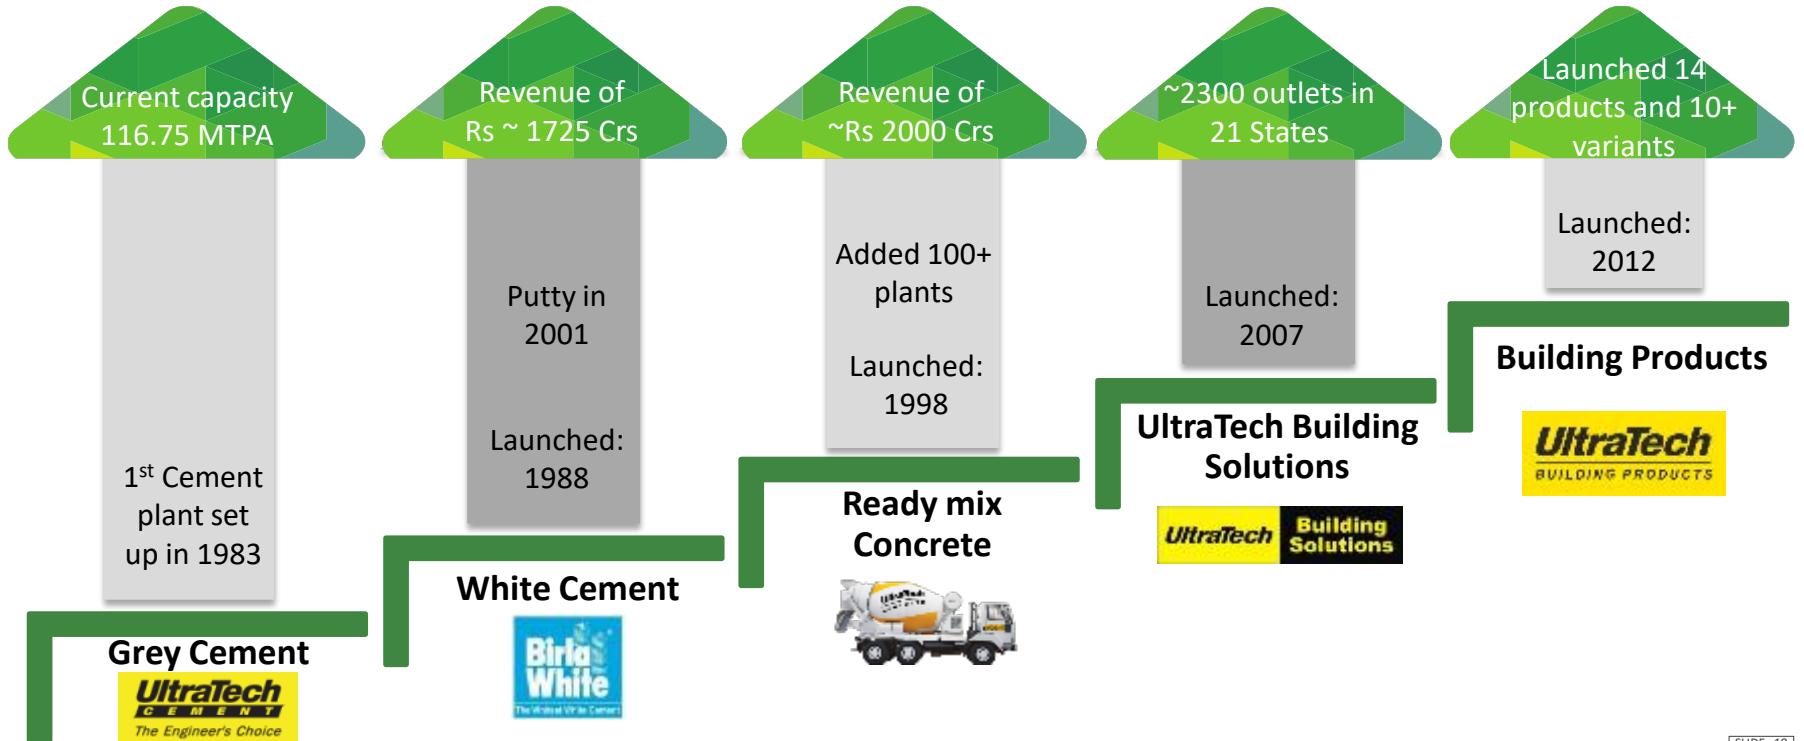 Current capacity
116.75 MTPA
1st Cement
plant set
up in 1983
Grey Cement
UltraTech
CEMENT
The Engineer's Choice
Revenue of
Rs ~ 1725 Crs
Putty in
2001
Launched:
1988
White Cement
Birla
White
Revenue of
~Rs 2000 Crs
Added 100+
plants
Launched:
1998
Ready mix
Concrete
UltraTech
~2300 outlets in
21 States
Launched:
2007
UltraTech Building
Solutions
UltraTech Building
Solutions
Launched 14
products and 10+
variants
Launched:
2012
Building Products
UltraTech
BUILDING PRODUCTS